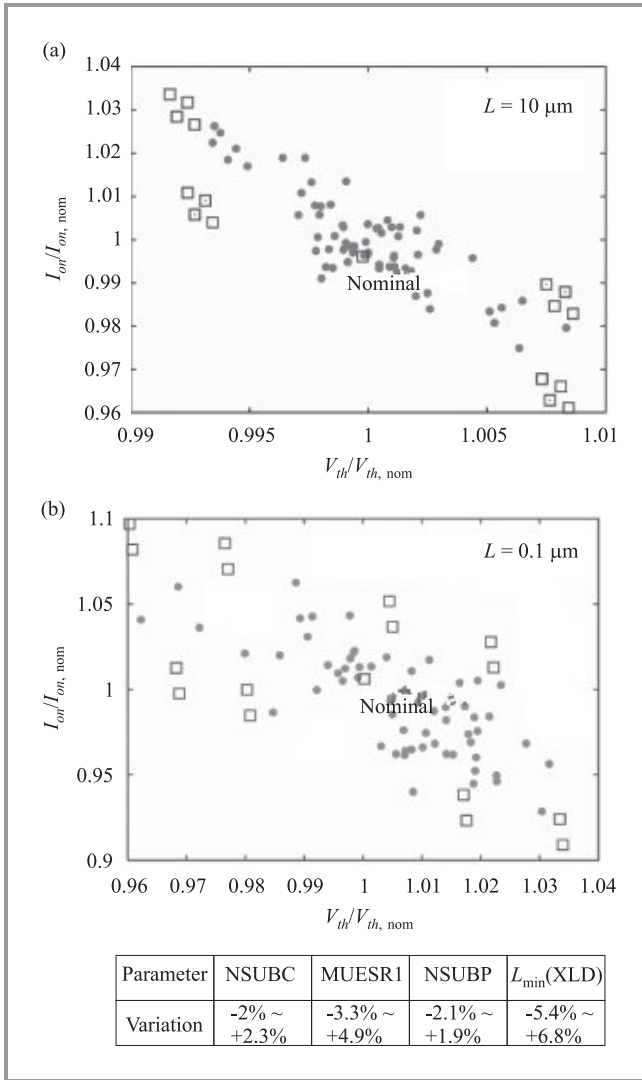 (a)
1.04
1.03
1.02
1.01
1
0.99
0.98
0.97
0.96
I_on/I_on, nom
L = 10 μm
Nominal
0.99 0.995 1 1.005 1.01
V_th/V_th, nom
(b)
1.1
1.05
1
0.95
0.9
I_on/I_on, nom
L = 0.1 μm
Nominal
0.96 0.97 0.98 0.99 1 1.01 1.02 1.03 1.04
V_th/V_th, nom
Parameter NSUBC MUESR1 NSUBP L_min(XLD)
Variation -2% ~ -3.3% ~ -2.1% ~ -5.4% ~
+2.3% +4.9% +1.9% +6.8%